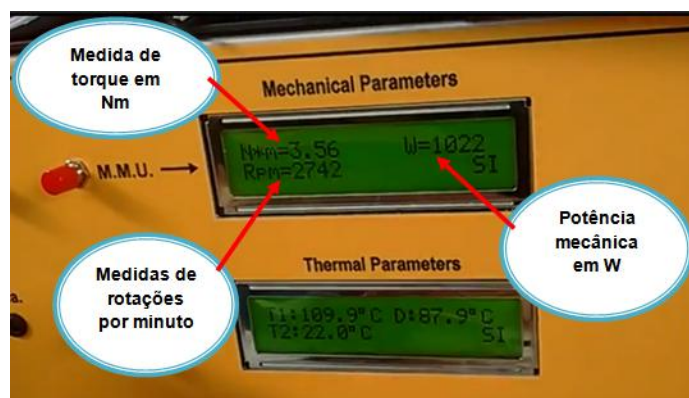 Medida de
torque em
Nm
Mechanical Parameters
N*m=3.56 W=1022
Rpm=2742 SI
M.M.U.
Potência
mecânica
em W
Medidas de
rotações
por minuto
Thermal Parameters
T1:109.9°C D:87.9°C
T2:22.0°C SI
a.